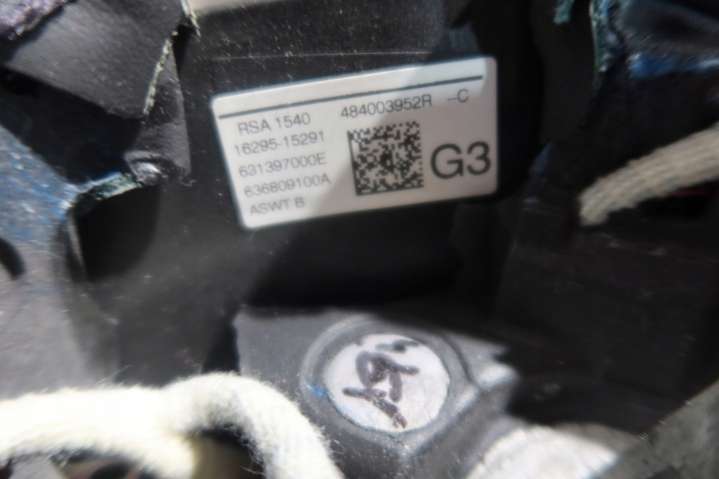 RSA 1540 484003952R --C
16295-15291
631397000E
636809100A
G3
ASWT B